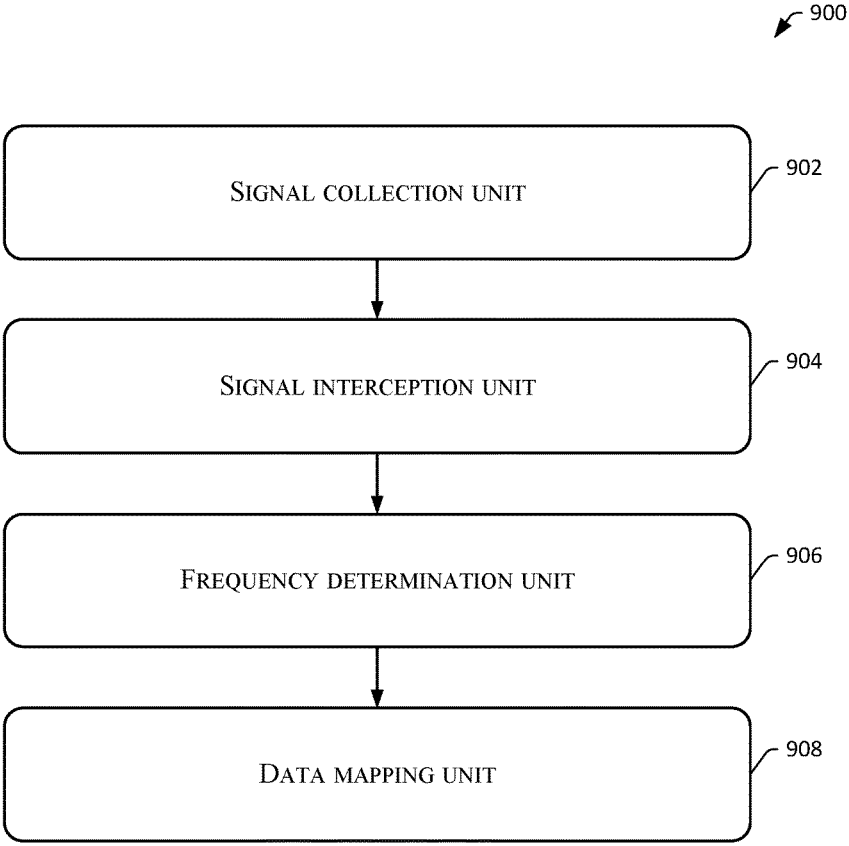 900
SIGNAL COLLECTION UNIT
902
SIGNAL INTERCEPTION UNIT
904
FREQUENCY DETERMINATION UNIT
906
DATA MAPPING UNIT
908